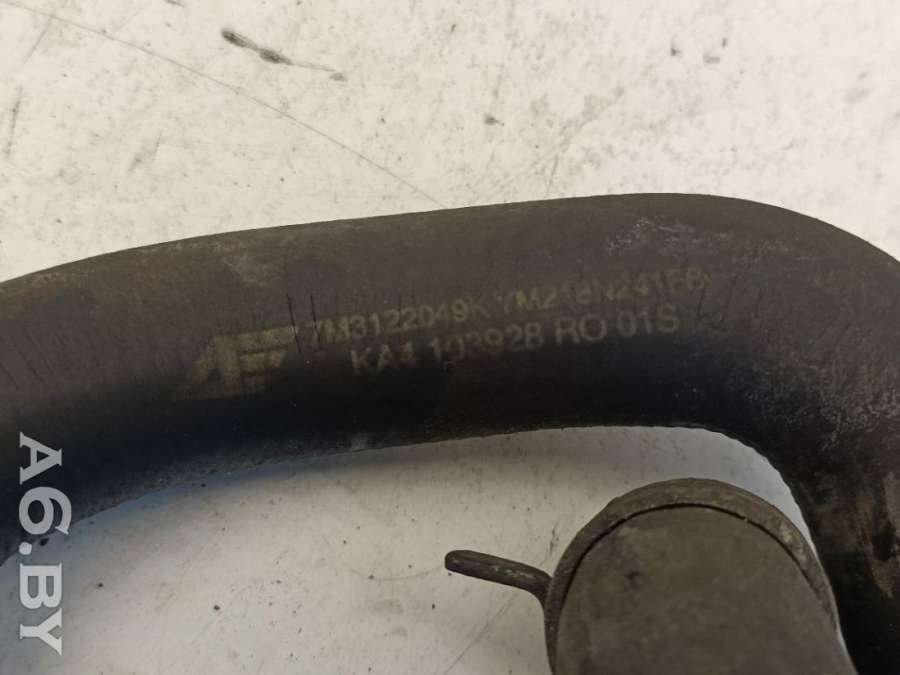 7M3122049K YM218N241FB
KA4 103928 RO 01S
A6.BY